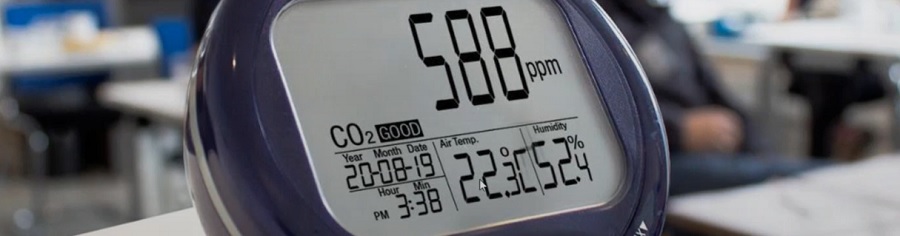 588 ppm
CO₂ GOOD
Year Month Date
20-08-19
Hour Min
PM 3:38
Air Temp.
22.3°C
Humidity
52.4%